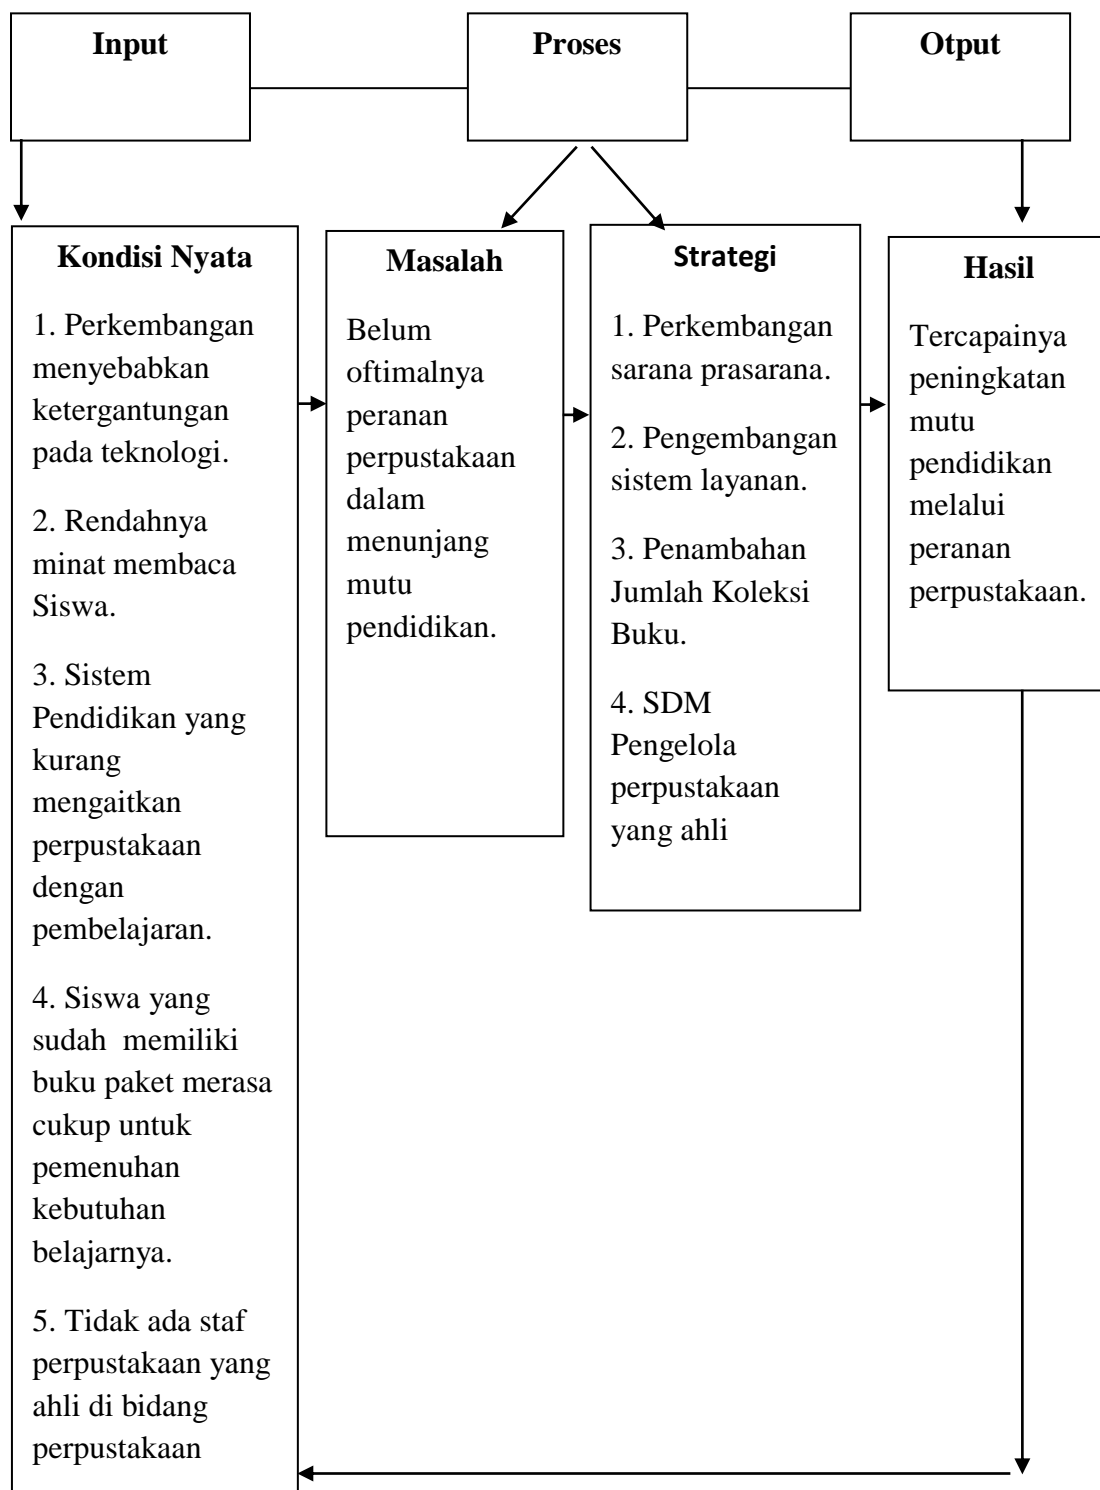 Input
Proses
Otput
Kondisi Nyata
1. Perkembangan
menyebabkan
ketergantungan
pada teknologi.
2. Rendahnya
minat membaca
Siswa.
3. Sistem
Pendidikan yang
kurang
mengaitkan
perpustakaan
dengan
pembelajaran.
4. Siswa yang
sudah  memiliki
buku paket merasa
cukup untuk
pemenuhan
kebutuhan
belajarnya.
5. Tidak ada staf
perpustakaan yang
ahli di bidang
perpustakaan
Masalah
Belum
oftimalnya
peranan
perpustakaan
dalam
menunjang
mutu
pendidikan.
Strategi
1. Perkembangan
sarana prasarana.
2. Pengembangan
sistem layanan.
3. Penambahan
Jumlah Koleksi
Buku.
4. SDM
Pengelola
perpustakaan
yang ahli
Hasil
Tercapainya
peningkatan
mutu
pendidikan
melalui
peranan
perpustakaan.